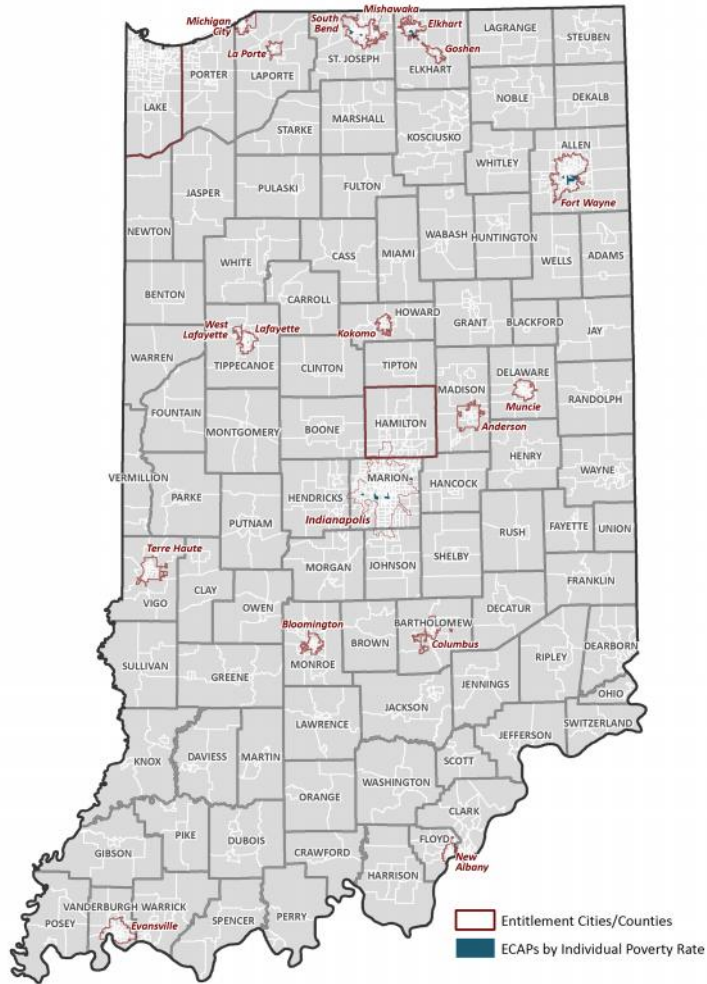 Mishawaka
Michigan
City
South
Bend
Elkhart
LAGRANGE
STEUBEN
La Porte
Goshen
ST. JOSEPH
PORTER
LAPORTE
ELKHART
LAKE
NOBLE
DEKALB
MARSHALL
STARKE
KOSCIUSKO
ALLEN
WHITLEY
JASPER
PULASKI
FULTON
Fort Wayne
NEWTON
WABASH
HUNTINGTON
CASS
MIAMI
WHITE
WELLS
ADAMS
BENTON
CARROLL
HOWARD
GRANT
BLACKFORD
JAY
West
Lafayette
Lafayette
Kokomo
WARREN
TIPPECANOE
CLINTON
TIPTON
DELAWARE
MADISON
Muncie
RANDOLPH
FOUNTAIN
HAMILTON
BOONE
MONTGOMERY
Anderson
HENRY
WAYNE
VERMILLION
MARION
HANCOCK
PARKE
HENDRICKS
PUTNAM
Indianapolis
RUSH
FAYETTE
UNION
Terre Haute
SHELBY
MORGAN
JOHNSON
FRANKLIN
CLAY
VIGO
OWEN
DECATUR
Bloomington
BARTHOLOMEW
BROWN
Columbus
DEARBORN
RIPLEY
SULLIVAN
MONROE
GREENE
JENNINGS
OHIO
JACKSON
LAWRENCE
SWITZERLAND
JEFFERSON
KNOX
DAVIESS
MARTIN
SCOTT
WASHINGTON
ORANGE
CLARK
PIKE
DUBOIS
FLOYD
GIBSON
CRAWFORD
New
Albany
HARRISON
VANDERBURGH
WARRICK
POSEY
Evansville
SPENCER
PERRY
Entitlement Cities/Counties
ECAPs by Individual Poverty Rate